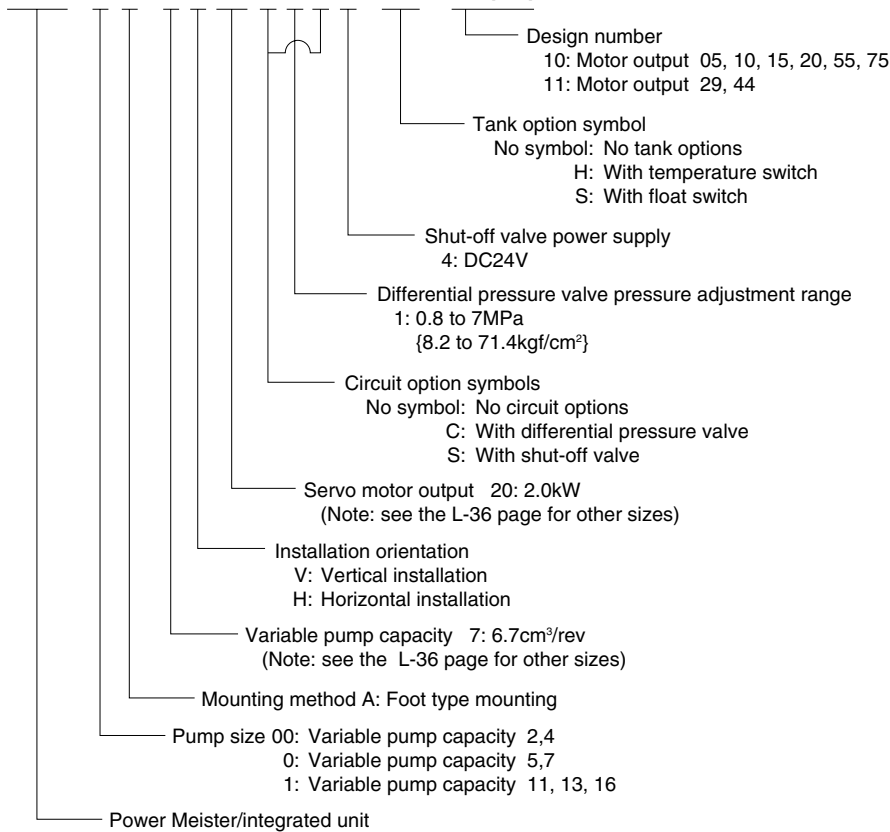 Design number
10: Motor output 05, 10, 15, 20, 55, 75
11: Motor output 29, 44
Tank option symbol
No symbol: No tank options
H: With temperature switch
S: With float switch
Shut-off valve power supply
4: DC24V
Differential pressure valve pressure adjustment range
1: 0.8 to 7MPa
{8.2 to 71.4kgf/cm²}
Circuit option symbols
No symbol: No circuit options
C: With differential pressure valve
S: With shut-off valve
Servo motor output 20: 2.0kW
(Note: see the L-36 page for other sizes)
Installation orientation
V: Vertical installation
H: Horizontal installation
Variable pump capacity 7: 6.7cm³/rev
(Note: see the L-36 page for other sizes)
Mounting method A: Foot type mounting
Pump size 00: Variable pump capacity 2,4
0: Variable pump capacity 5,7
1: Variable pump capacity 11, 13, 16
Power Meister/integrated unit